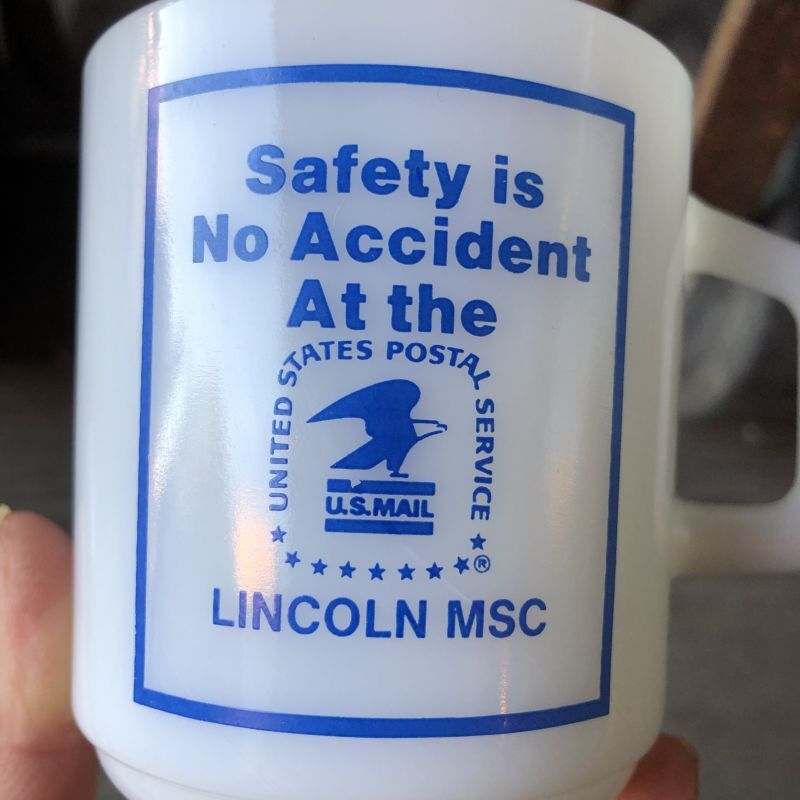 Safety is
No Accident
At the
UNITED STATES POSTAL SERVICE
U.S.MAIL
®
LINCOLN MSC